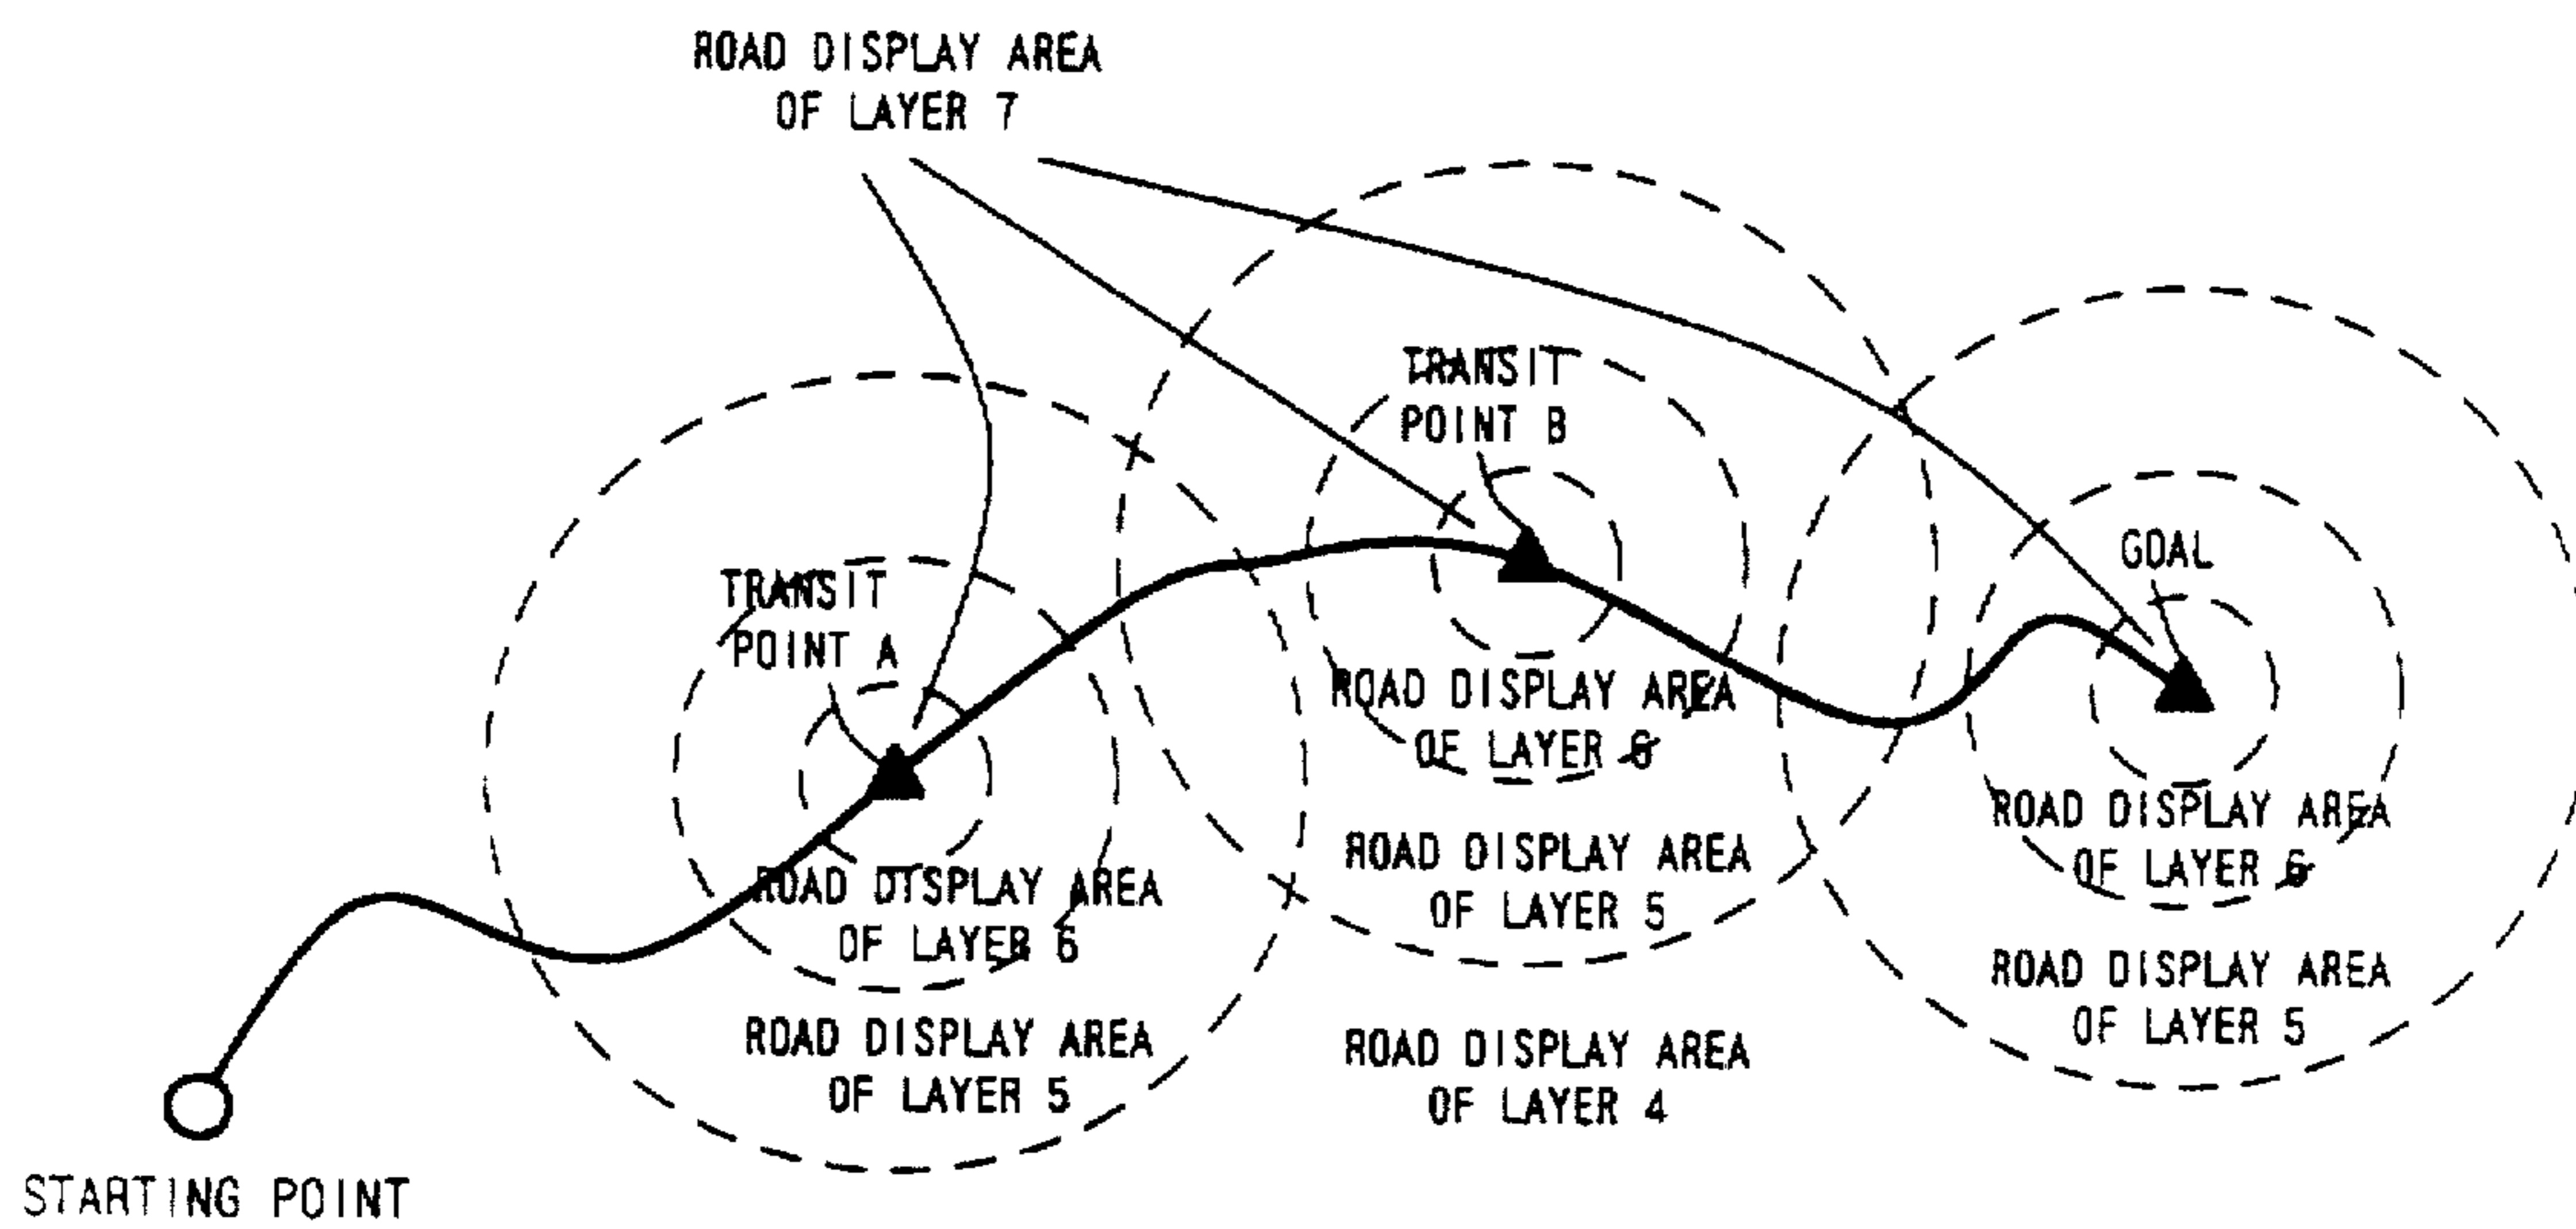 ROAD DISPLAY AREA
OF LAYER 7
TRANSIT
POINT B
TRANSIT
POINT A
GOAL
ROAD DISPLAY AREA
OF LAYER 6
ROAD DISPLAY AREA
OF LAYER 6
ROAD DISPLAY AREA
OF LAYER 6
ROAD DISPLAY AREA
OF LAYER 5
ROAD DISPLAY AREA
OF LAYER 5
ROAD DISPLAY AREA
OF LAYER 5
ROAD DISPLAY AREA
OF LAYER 4
STARTING POINT